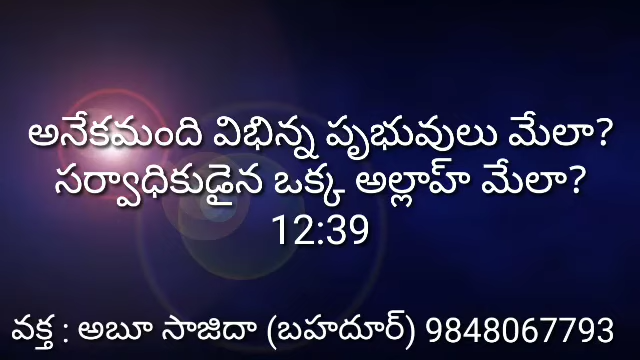 అనేకమంది విభిన్న పృభువులు మేలా?
సర్వాధికుడైన ఒక్క అల్లాహ్ మేలా?
12:39
వక్త : అబూ సాజిదా (బహదూర్) 9848067793